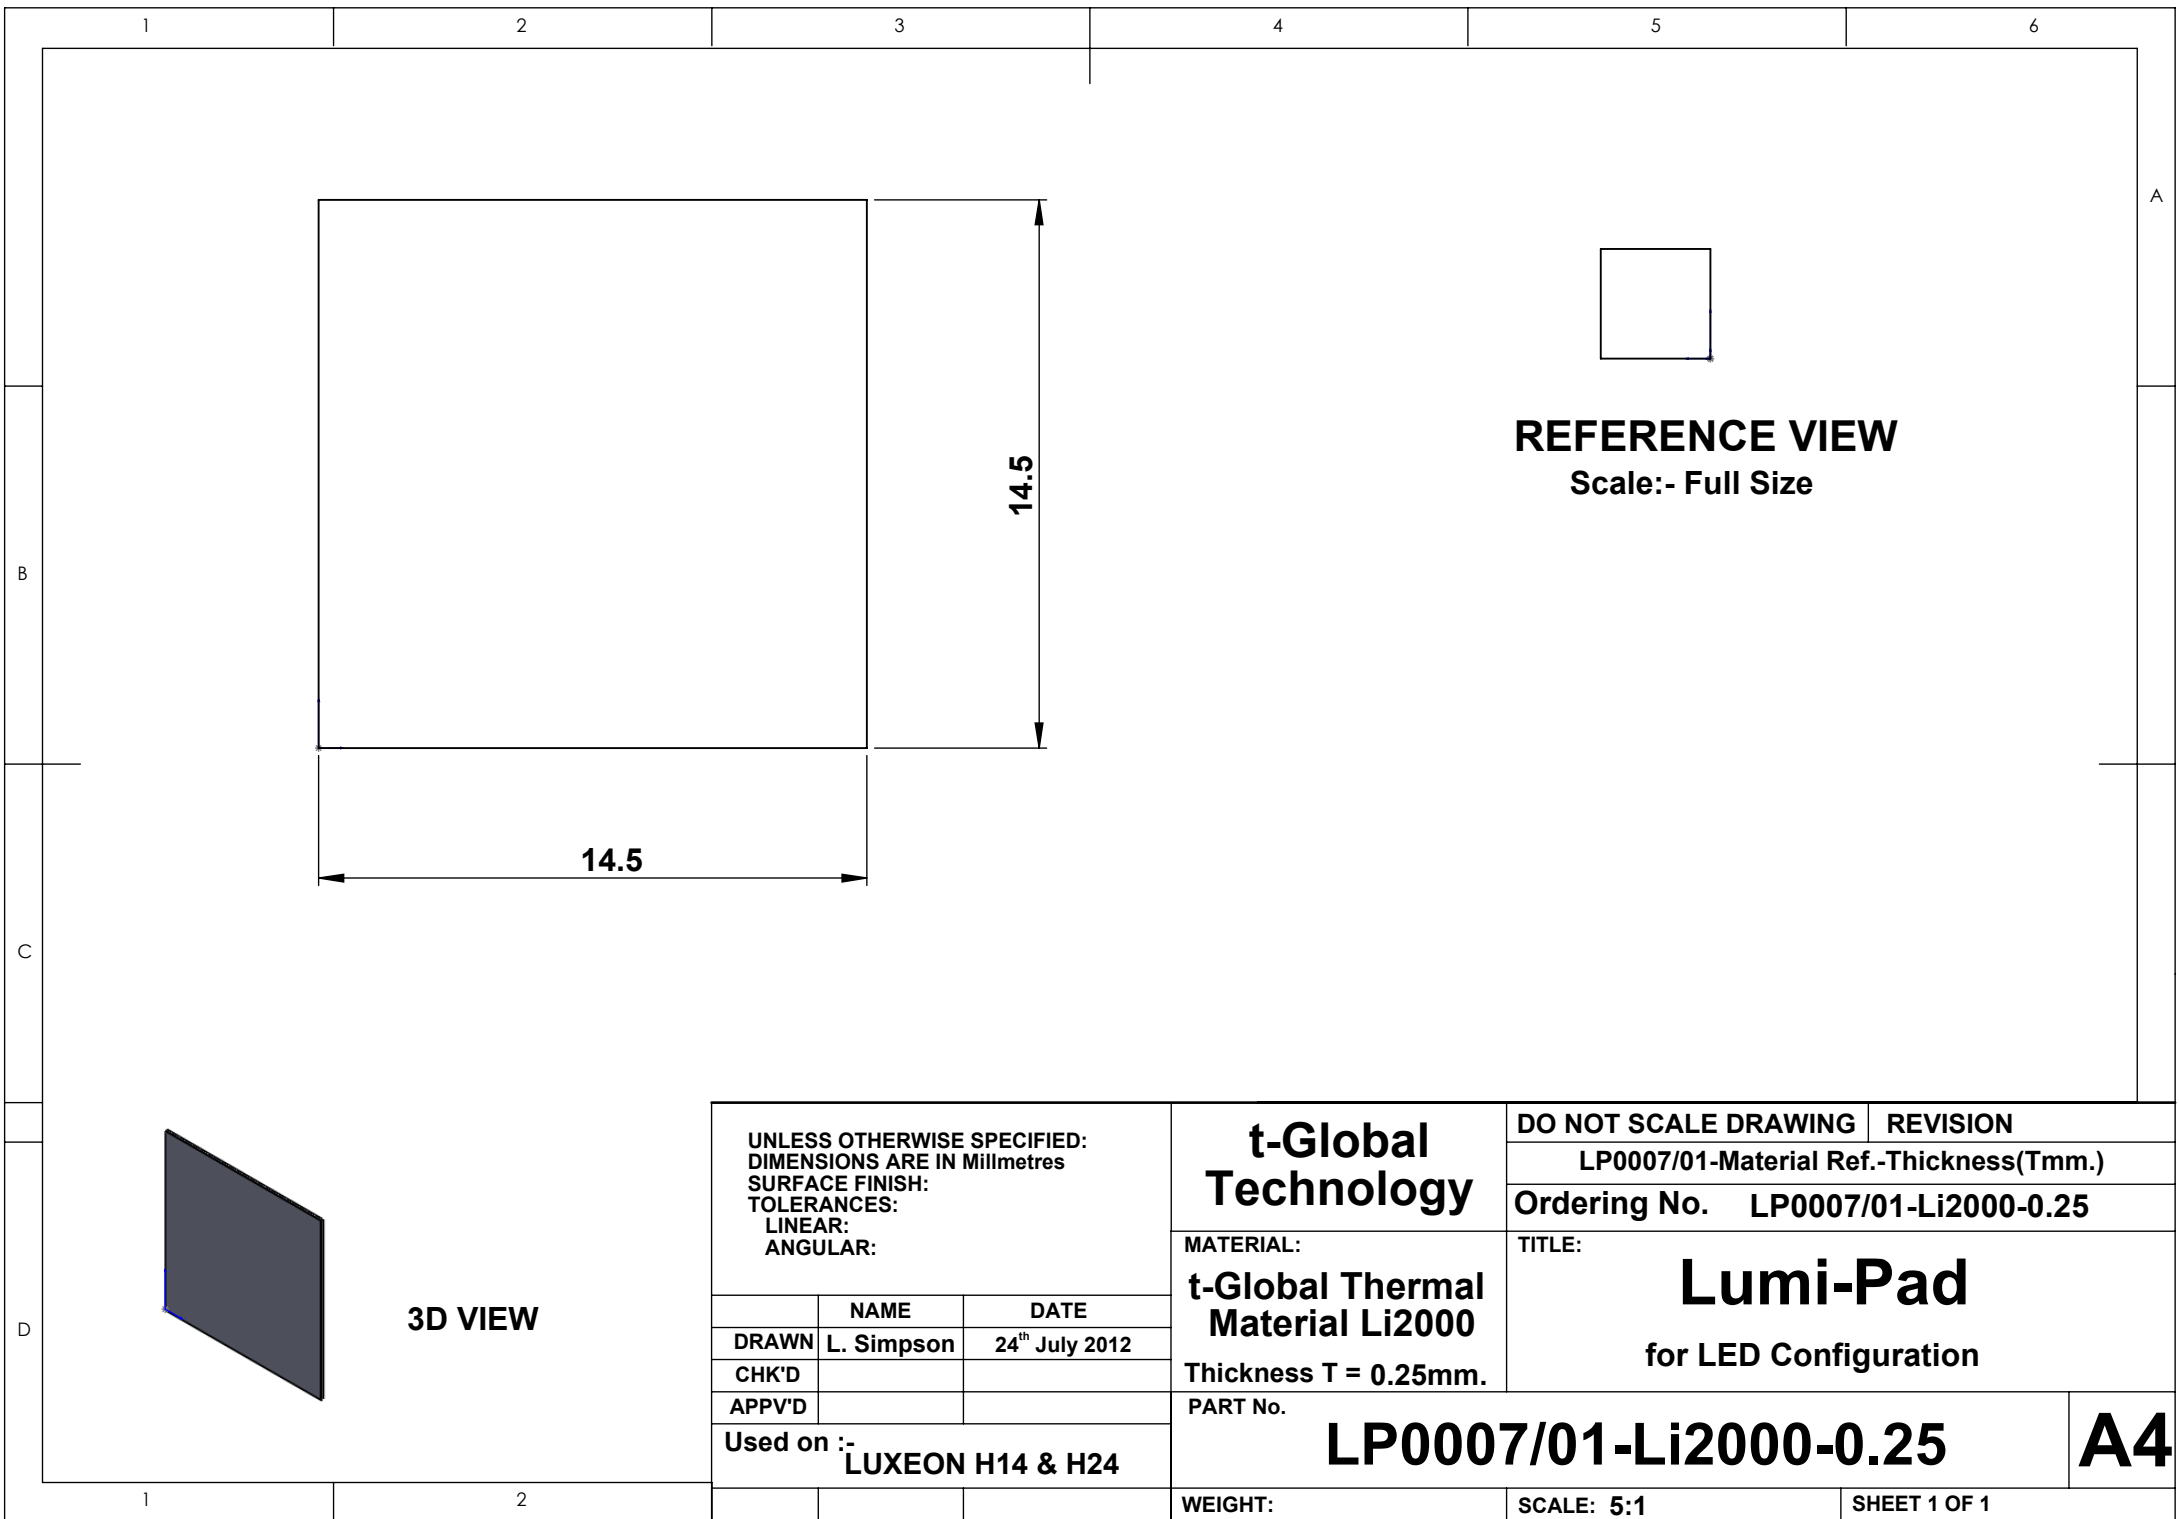 1 2 3 4 5 6
A
14.5
REFERENCE VIEW
Scale:- Full Size
B
14.5
C
3D VIEW
D
UNLESS OTHERWISE SPECIFIED:
DIMENSIONS ARE IN Millmetres
SURFACE FINISH:
TOLERANCES:
LINEAR:
ANGULAR:
NAME DATE
DRAWN L. Simpson 24th July 2012
CHK'D
APPV'D
Used on :-
LUXEON H14 & H24
t-Global
Technology
MATERIAL:
t-Global Thermal
Material Li2000
Thickness T = 0.25mm.
DO NOT SCALE DRAWING REVISION
LP0007/01-Material Ref.-Thickness(Tmm.)
Ordering No. LP0007/01-Li2000-0.25
TITLE:
Lumi-Pad
for LED Configuration
PART No.
LP0007/01-Li2000-0.25
A4
WEIGHT:
SCALE: 5:1
SHEET 1 OF 1
1 2